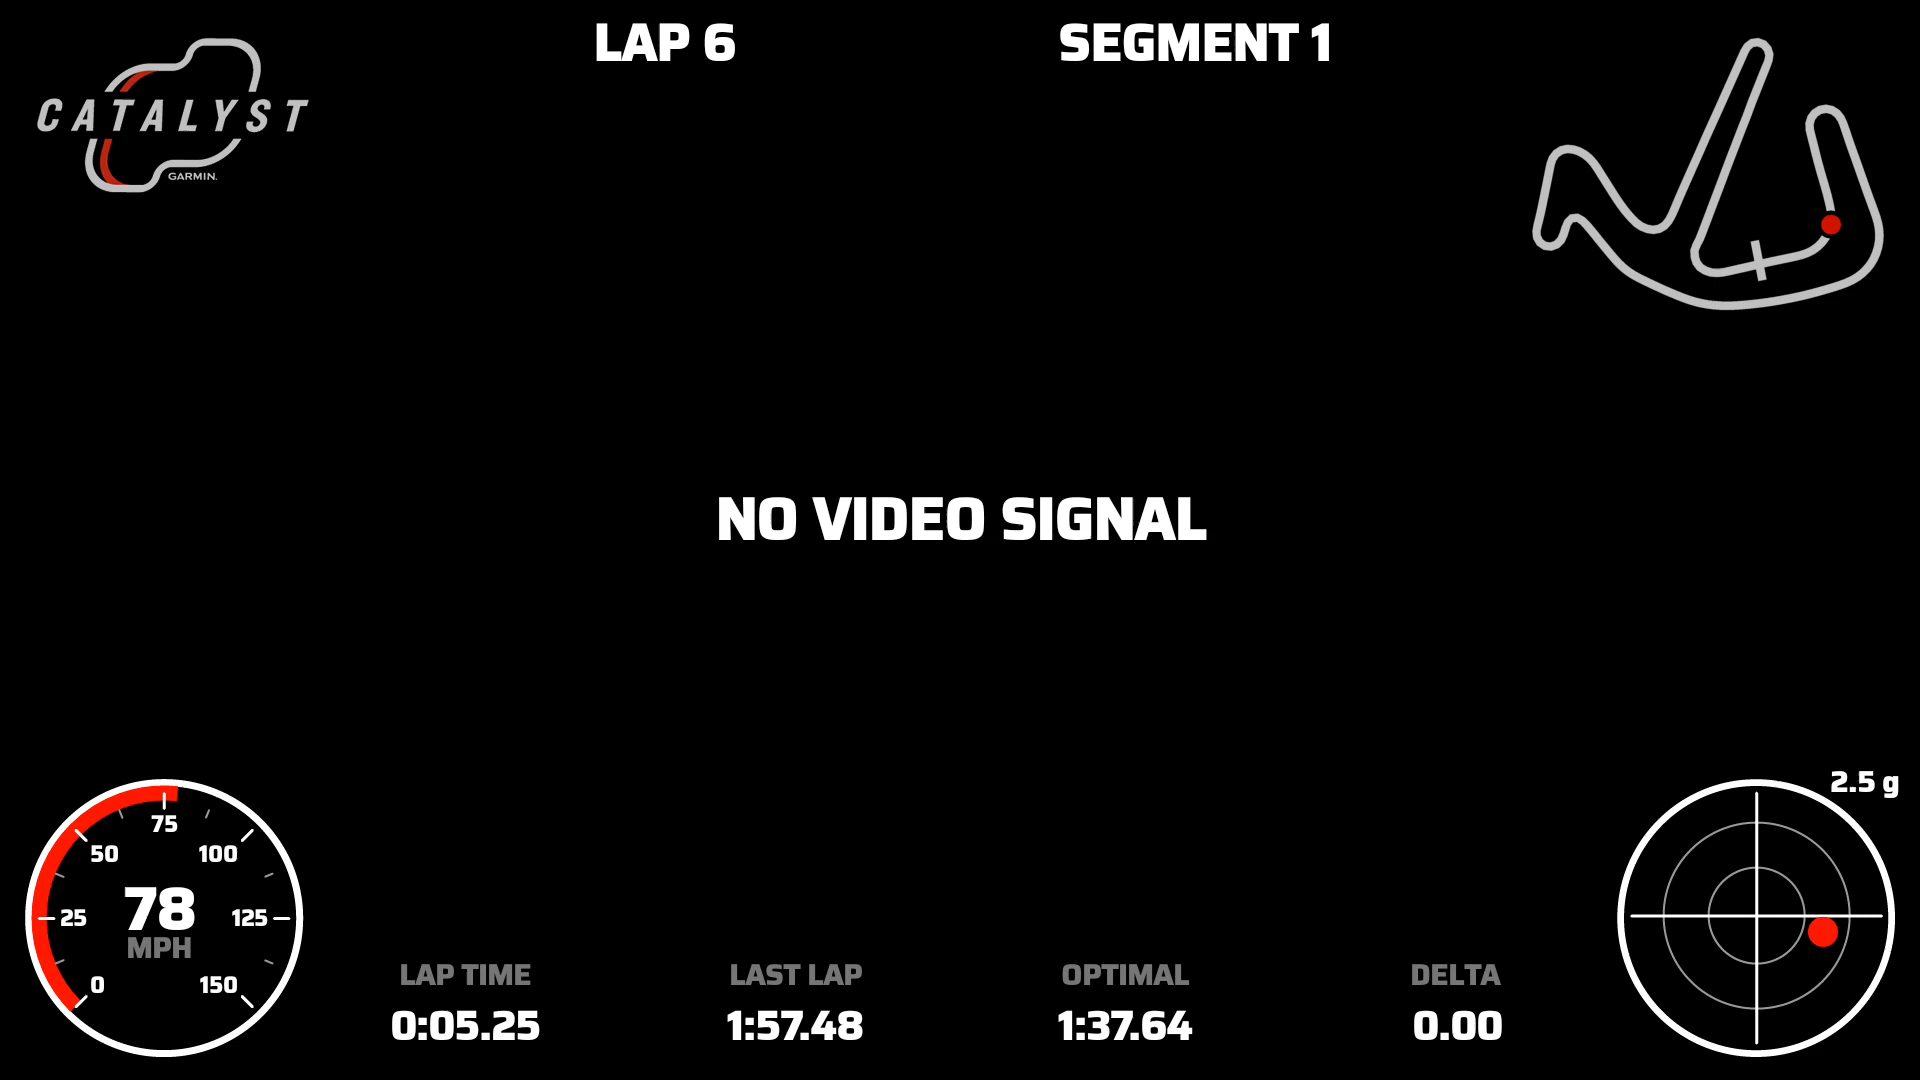 LAP 6
SEGMENT 1
CATALYST
GARMIN.
NO VIDEO SIGNAL
2.5 g
75
50
100
25
78
125
MPH
0
150
LAP TIME
LAST LAP
OPTIMAL
DELTA
0:05.25
1:57.48
1:37.64
0.00